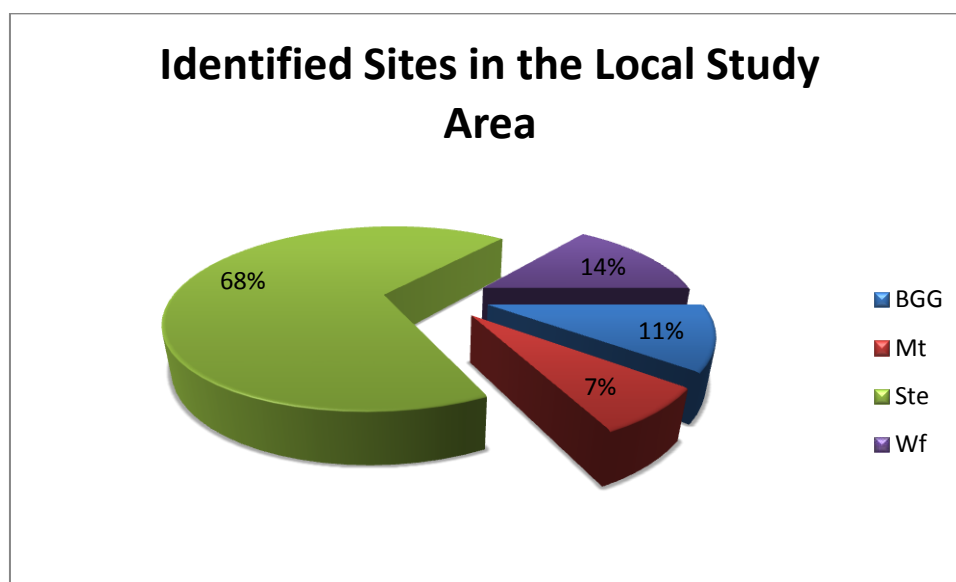 Identified Sites in the Local Study
Area
68%
14%
11%
7%
BGG
Mt
Ste
Wf